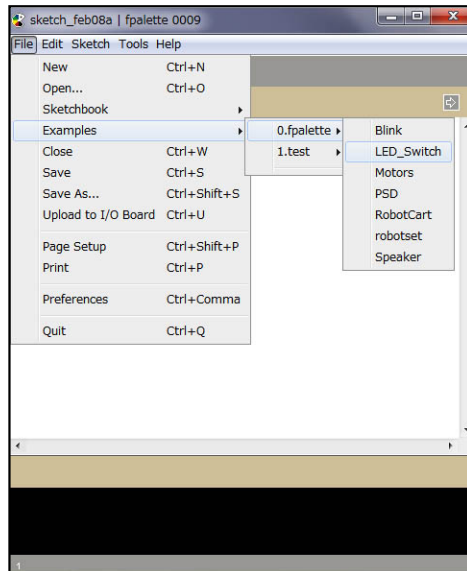 sketch_feb08a | fpalette 0009
File Edit Sketch Tools Help
New Ctrl+N
Open... Ctrl+O
Sketchbook
Examples
Close Ctrl+W
Save Ctrl+S
Save As... Ctrl+Shift+S
Upload to I/O Board Ctrl+U
Page Setup Ctrl+Shift+P
Print Ctrl+P
Preferences Ctrl+Comma
Quit Ctrl+Q
0.fpalette
1.test
Blink
LED_Switch
Motors
PSD
RobotCart
robotset
Speaker
1